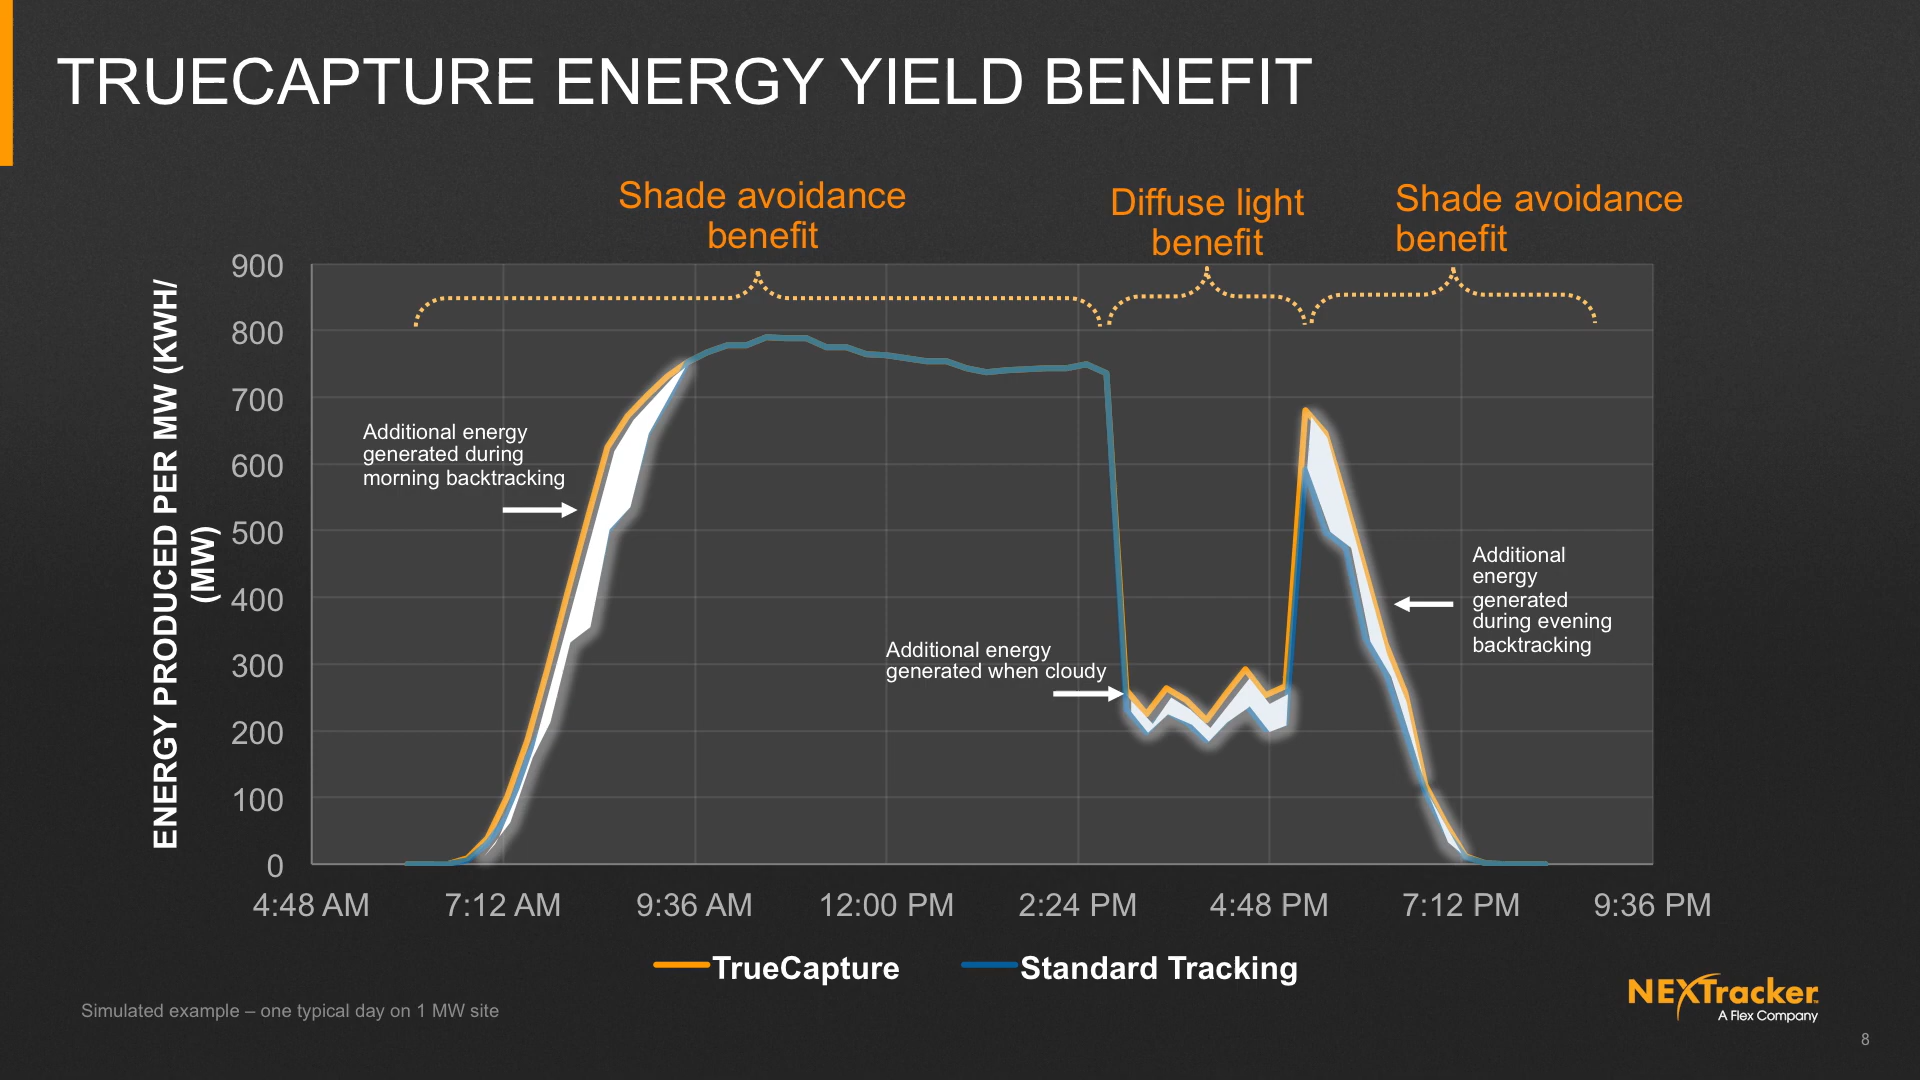 TRUECAPTURE ENERGY YIELD BENEFIT
Shade avoidance
benefit
Diffuse light
benefit
Shade avoidance
benefit
ENERGY PRODUCED PER MW (KWH/
(MW)
900
800
700
600
500
400
300
200
100
0
Additional energy
generated during
morning backtracking
Additional energy
generated when cloudy
Additional
energy
generated
during evening
backtracking
4:48 AM
7:12 AM
9:36 AM
12:00 PM
2:24 PM
4:48 PM
7:12 PM
9:36 PM
TrueCapture
Standard Tracking
Simulated example – one typical day on 1 MW site
NEXTracker
A Flex Company
8